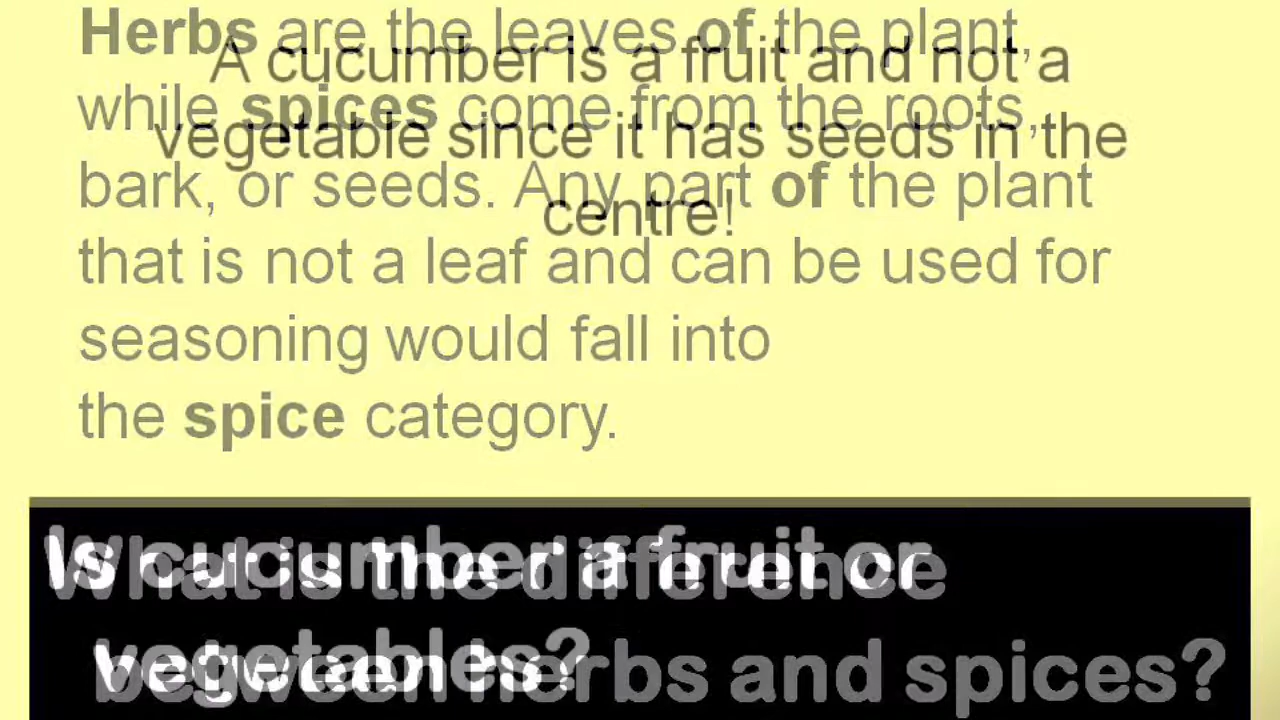 Herbs are the leaves of the plant,
A cucumber is a fruit and not a
while spices come from the roots,
vegetable since it has seeds in the
bark, or seeds. Any part of the plant
centre!
that is not a leaf and can be used for
seasoning would fall into
the spice category.
Is cucumber a fruit or
What is the difference
vegetables?
between herbs and spices?